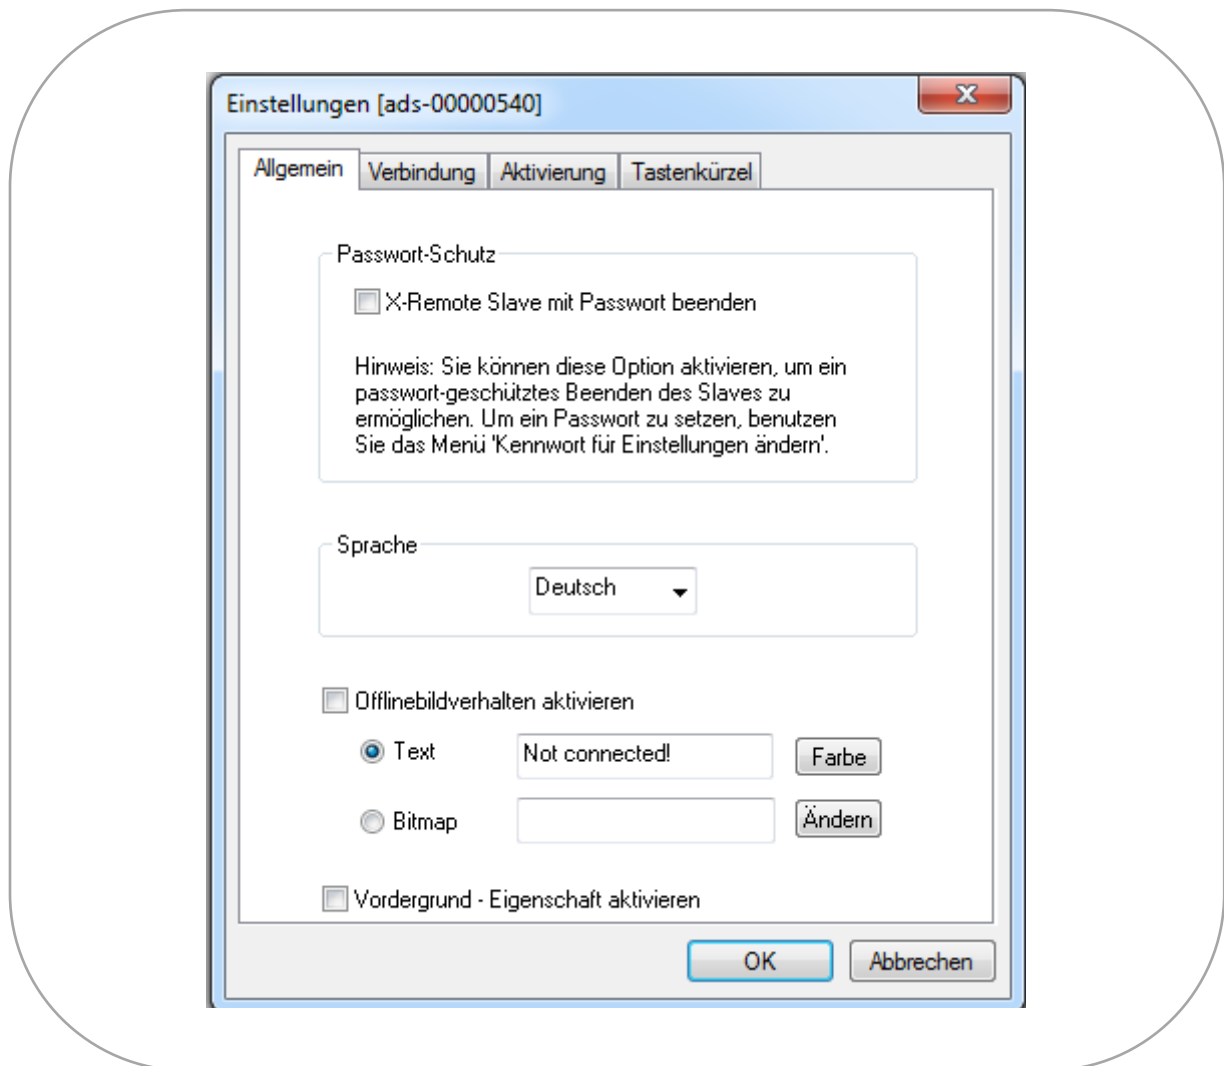 Einstellungen [ads-00000540]
Allgemein Verbindung Aktivierung Tastenkürzel
Passwort-Schutz
X-Remote Slave mit Passwort beenden
Hinweis: Sie können diese Option aktivieren, um ein
passwort-geschütztes Beenden des Slaves zu
ermöglichen. Um ein Passwort zu setzen, benutzen
Sie das Menü 'Kennwort für Einstellungen ändern'.
Sprache
Deutsch
Offlinebildverhalten aktivieren
Text Not connected! Farbe
Bitmap Ändern
Vordergrund - Eigenschaft aktivieren
OK Abbrechen